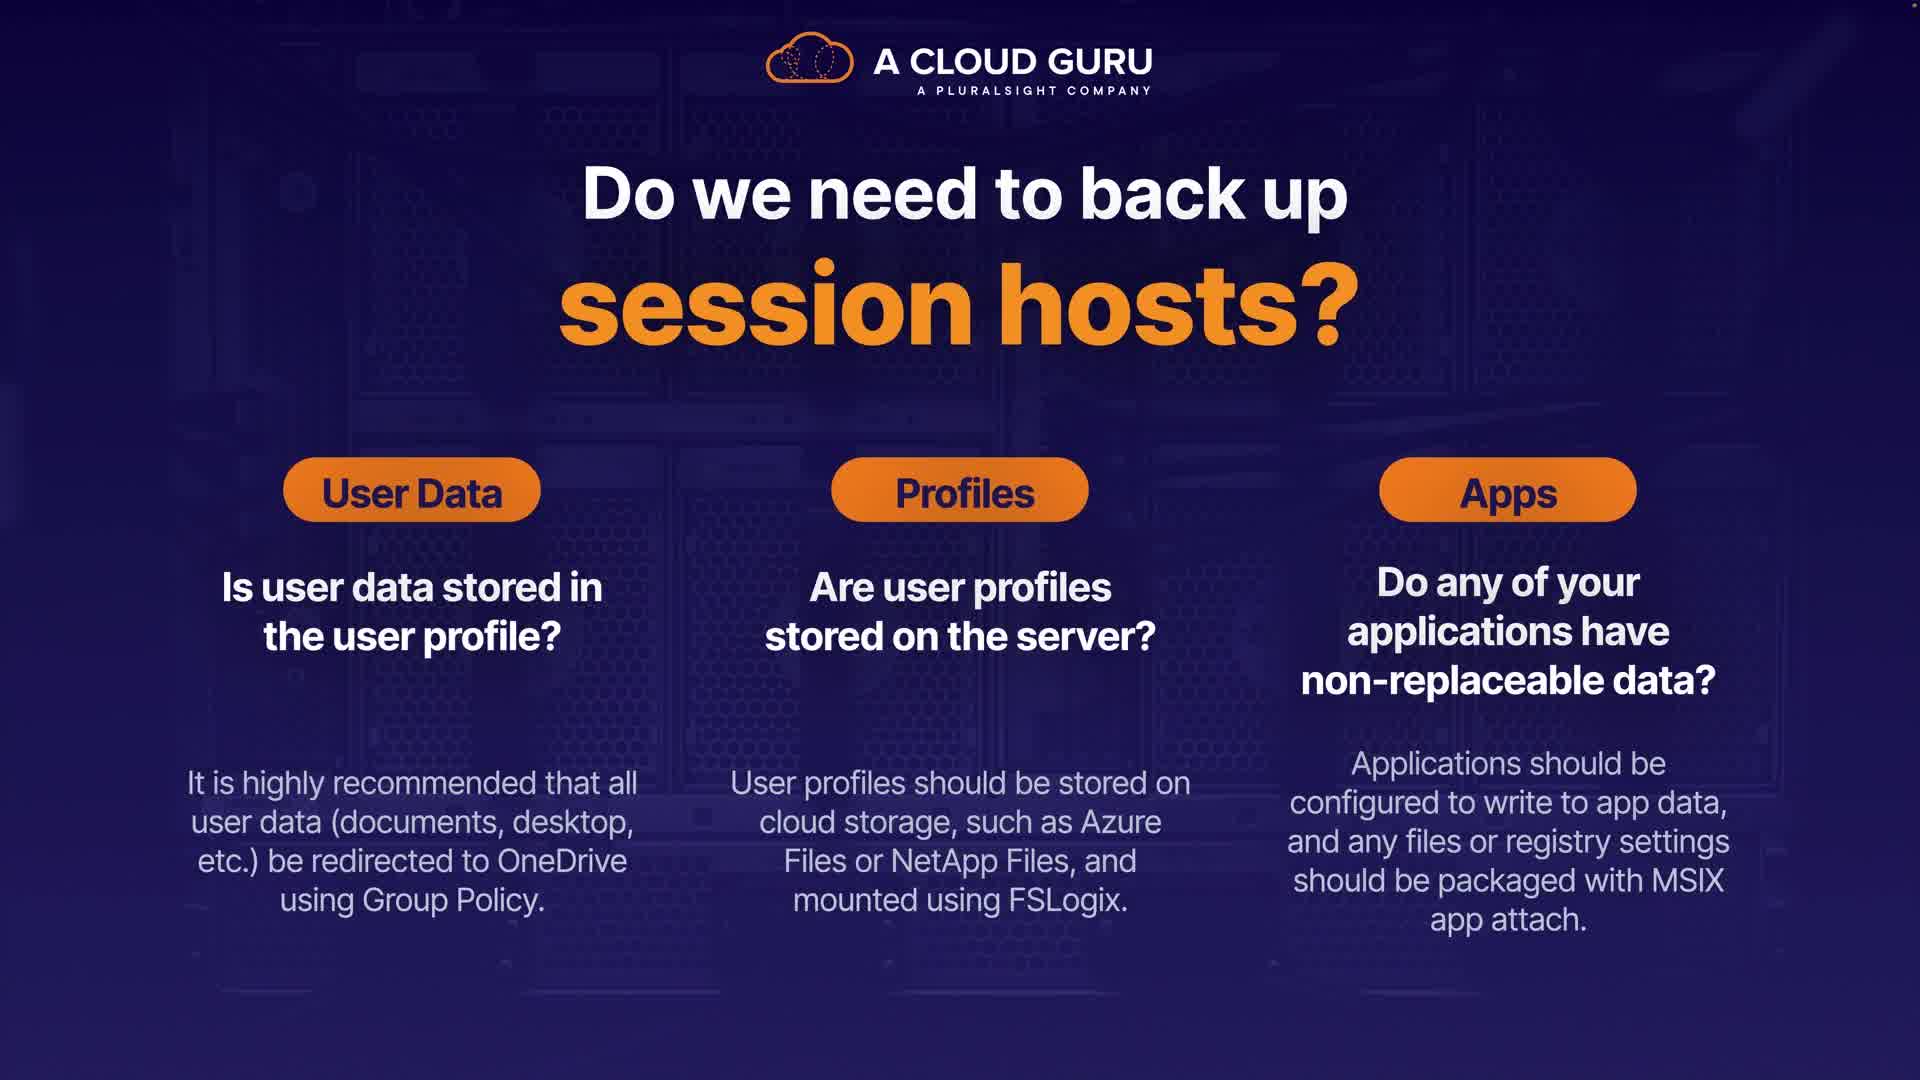 A CLOUD GURU
A PLURALSIGHT COMPANY
Do we need to back up
session hosts?
User Data
Is user data stored in
the user profile?
It is highly recommended that all
user data (documents, desktop,
etc.) be redirected to OneDrive
using Group Policy.
Profiles
Are user profiles
stored on the server?
User profiles should be stored on
cloud storage, such as Azure
Files or NetApp Files, and
mounted using FSLogix.
Apps
Do any of your
applications have
non-replaceable data?
Applications should be
configured to write to app data,
and any files or registry settings
should be packaged with MSIX
app attach.